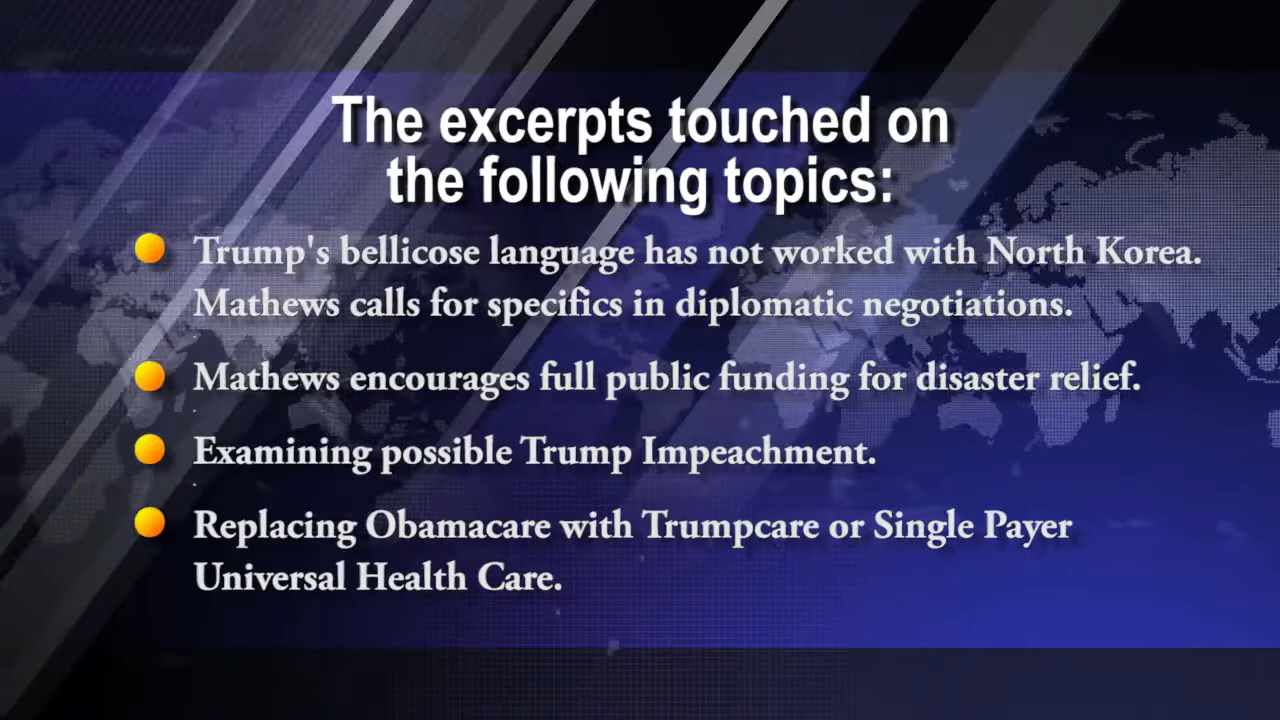 The excerpts touched on
the following topics:
Trump's bellicose language has not worked with North Korea.
Mathews calls for specifics in diplomatic negotiations.
Mathews encourages full public funding for disaster relief.
Examining possible Trump Impeachment.
Replacing Obamacare with Trumpcare or Single Payer
Universal Health Care.